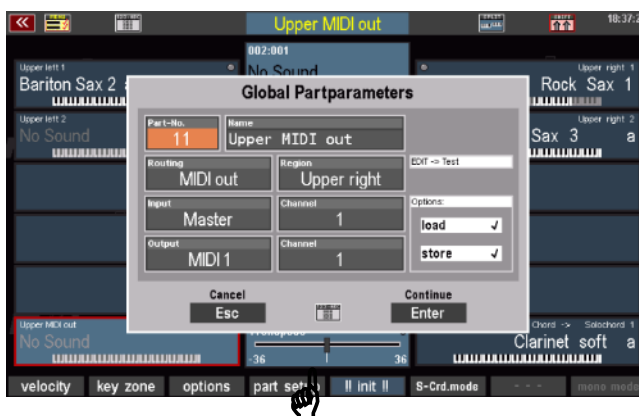 Upper MIDI out
18:37:2
002:001
No Sound
Upper left 1
Bariton Sax 2
Upper right 1
Rock Sax 1
Global Partparameters
Upper left 2
No Sound
Upper right 2
Sax 3 a
Part-No.
11
Name
Upper MIDI out
Routing
MIDI out
Region
Upper right
EDIT -> Test
Input
Master
Channel
1
Options:
load √
store √
Output
MIDI 1
Channel
1
Cancel
Esc
Continue
Enter
Upper MIDI out
No Sound
-36
36
Chord -> Solochord 1
Clarinet soft a
velocity
key zone
options
part set
!! init !!
S-Crd.mode
- - -
mono mode